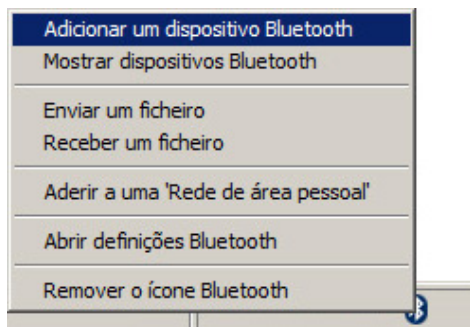 Adicionar um dispositivo Bluetooth
Mostrar dispositivos Bluetooth
Enviar um ficheiro
Receber um ficheiro
Aderir a uma 'Rede de área pessoal'
Abrir definições Bluetooth
Remover o ícone Bluetooth